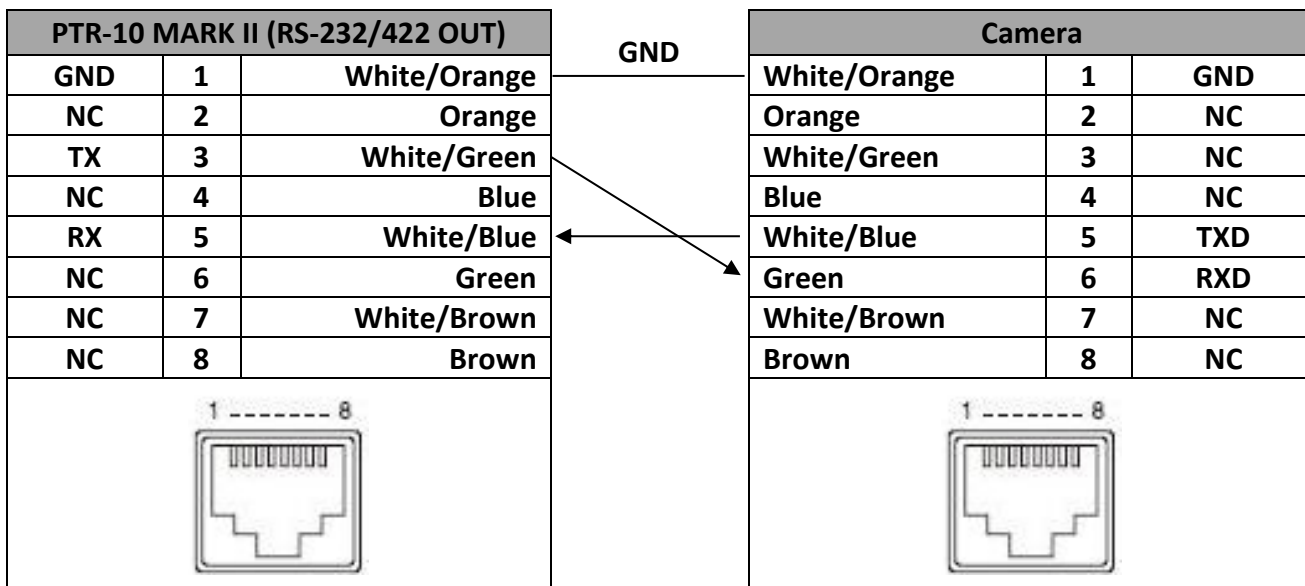 PTR-10 MARK II (RS-232/422 OUT) GND Camera
GND 1 White/Orange White/Orange 1 GND
NC 2 Orange Orange 2 NC
TX 3 White/Green White/Green 3 NC
NC 4 Blue Blue 4 NC
RX 5 White/Blue White/Blue 5 TXD
NC 6 Green Green 6 RXD
NC 7 White/Brown White/Brown 7 NC
NC 8 Brown Brown 8 NC
1 ------- 8 1 ------- 8